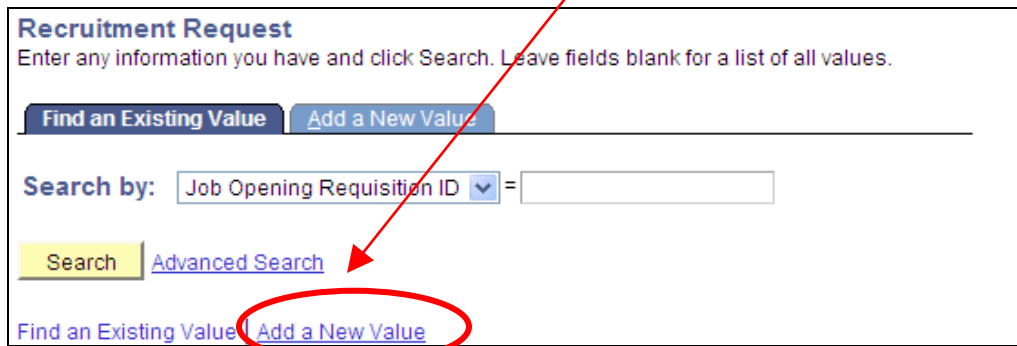 Recruitment Request
Enter any information you have and click Search. Leave fields blank for a list of all values.
Find an Existing Value Add a New Value
Search by: Job Opening Requisition ID =
Search Advanced Search
Find an Existing Value | Add a New Value